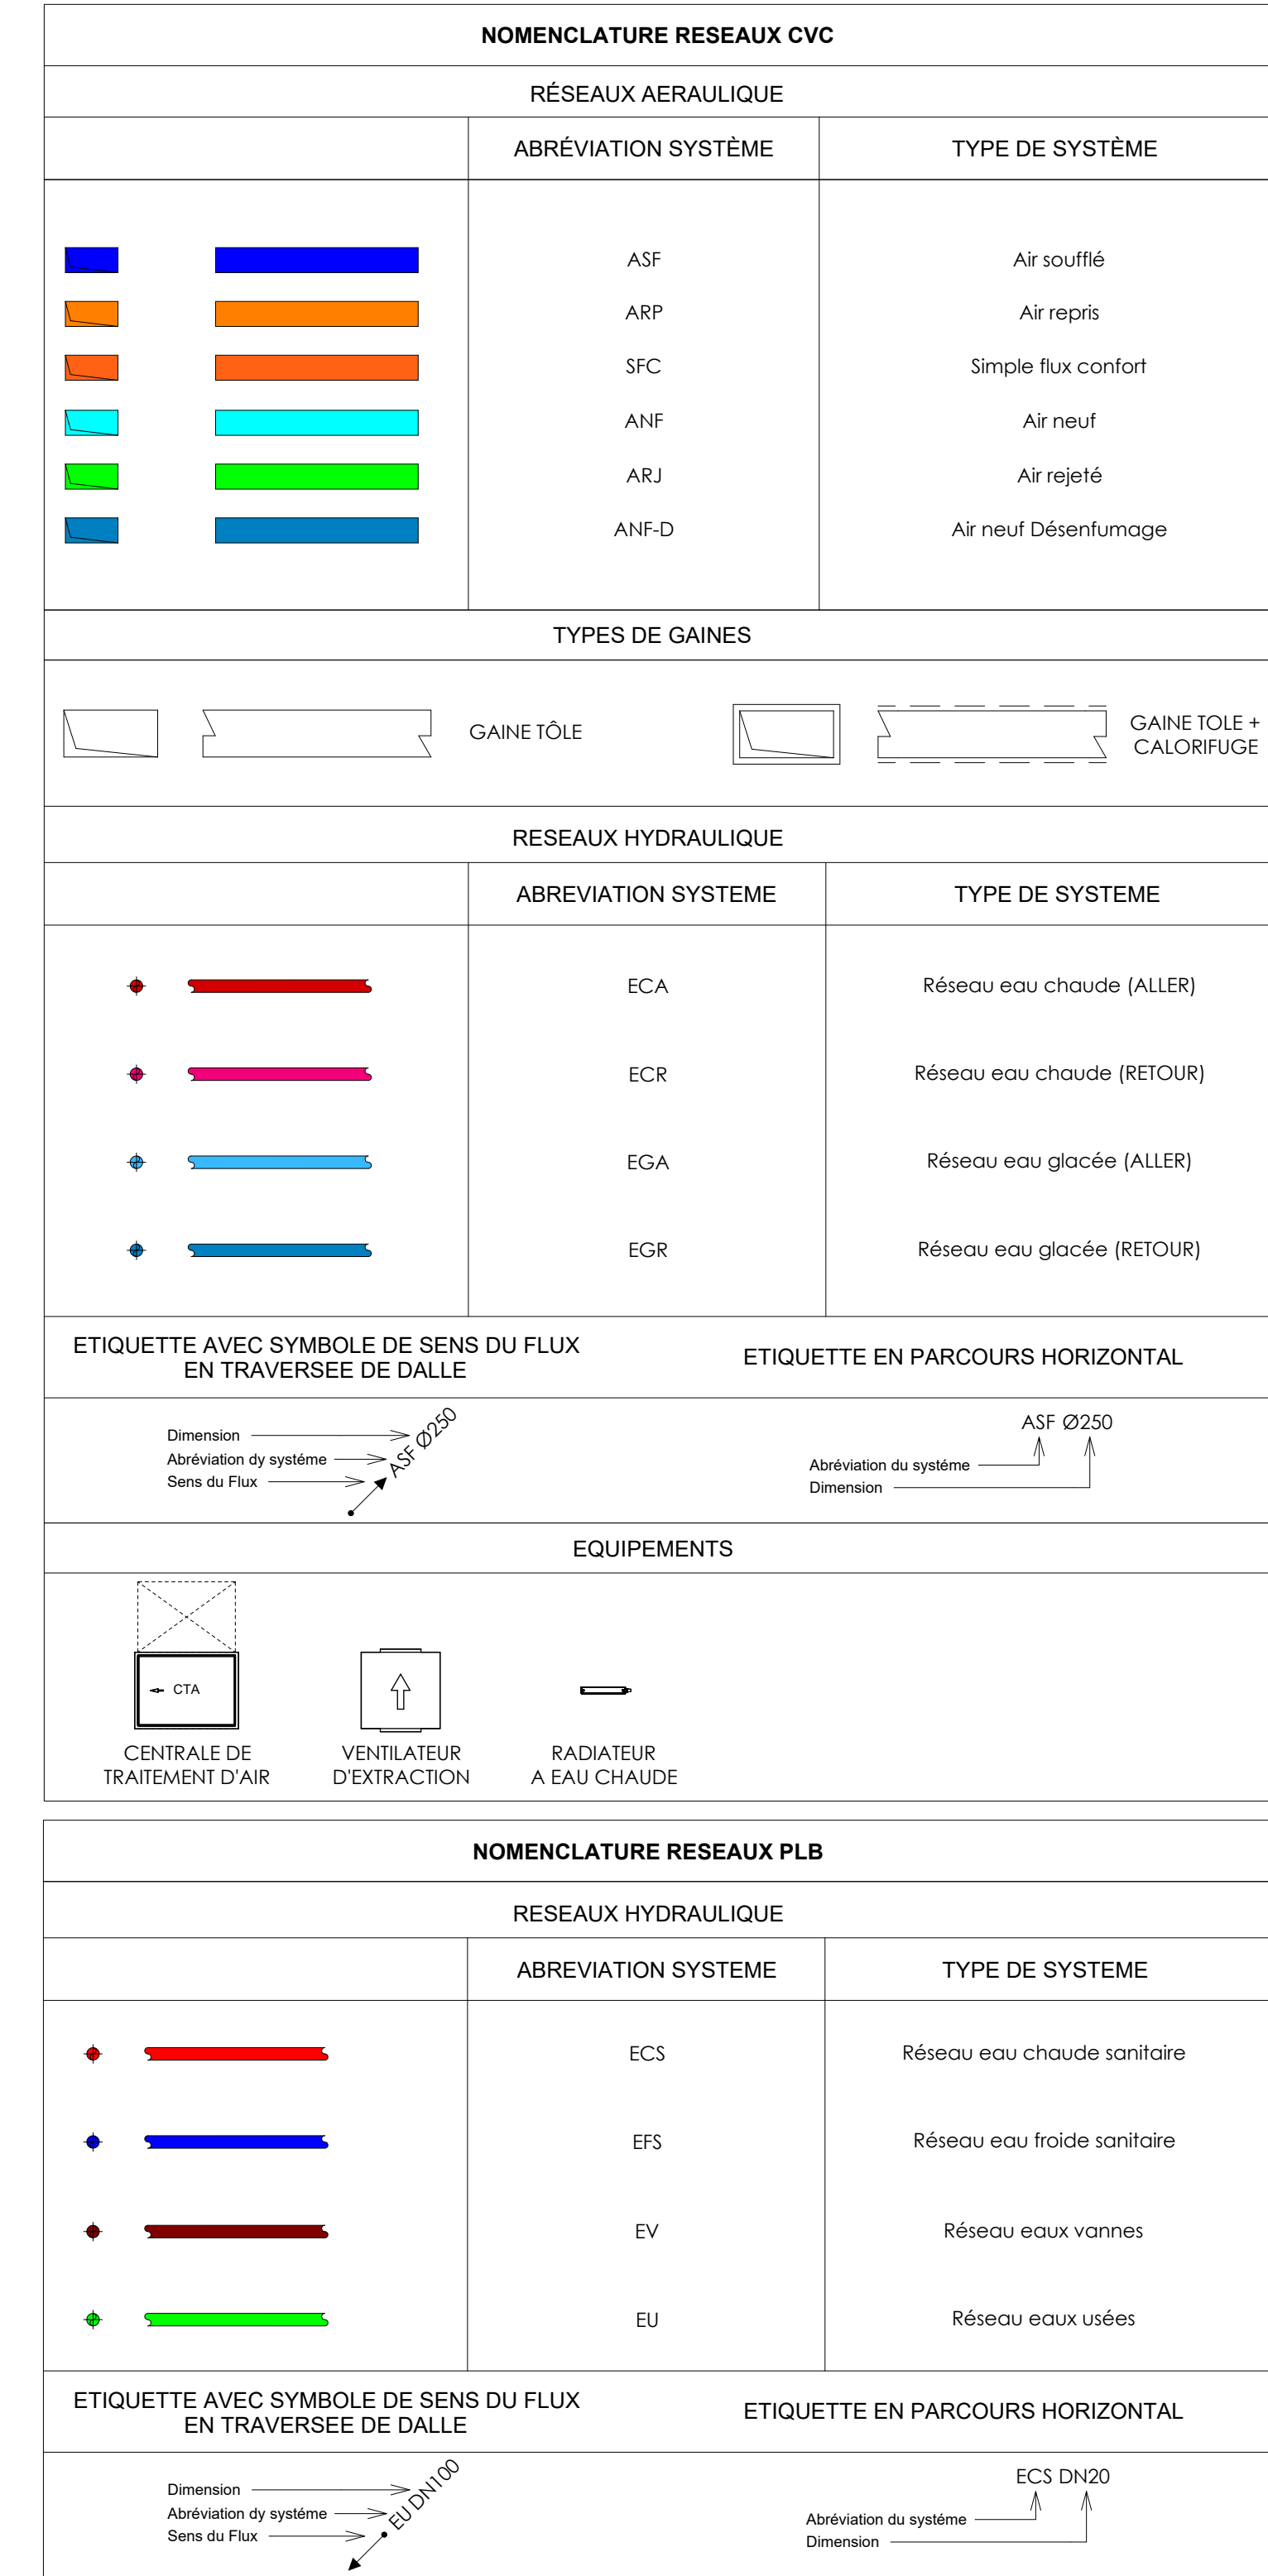 NOMENCLATURE RESEAUX CVC
RÉSEAUX AERAULIQUE
ABRÉVIATION SYSTÈME
TYPE DE SYSTÈME
ASF
Air soufflé
ARP
Air repris
SFC
Simple flux confort
ANF
Air neuf
ARJ
Air rejeté
ANF-D
Air neuf Désenfumage
TYPES DE GAINES
GAINE TÔLE
GAINE TOLE +
CALORIFUGE
RESEAUX HYDRAULIQUE
ABREVIATION SYSTEME
TYPE DE SYSTEME
ECA
Réseau eau chaude (ALLER)
ECR
Réseau eau chaude (RETOUR)
EGA
Réseau eau glacée (ALLER)
EGR
Réseau eau glacée (RETOUR)
ETIQUETTE AVEC SYMBOLE DE SENS DU FLUX
EN TRAVERSEE DE DALLE
ETIQUETTE EN PARCOURS HORIZONTAL
Dimension
Abréviation dy systéme
Sens du Flux
ASF Ø250
ASF Ø250
Abréviation du systéme
Dimension
EQUIPEMENTS
CTA
CENTRALE DE
TRAITEMENT D'AIR
VENTILATEUR
D'EXTRACTION
RADIATEUR
A EAU CHAUDE
NOMENCLATURE RESEAUX PLB
RESEAUX HYDRAULIQUE
ABREVIATION SYSTEME
TYPE DE SYSTEME
ECS
Réseau eau chaude sanitaire
EFS
Réseau eau froide sanitaire
EV
Réseau eaux vannes
EU
Réseau eaux usées
ETIQUETTE AVEC SYMBOLE DE SENS DU FLUX
EN TRAVERSEE DE DALLE
ETIQUETTE EN PARCOURS HORIZONTAL
Dimension
Abréviation dy systéme
Sens du Flux
EU DN100
ECS DN20
Abréviation du systéme
Dimension